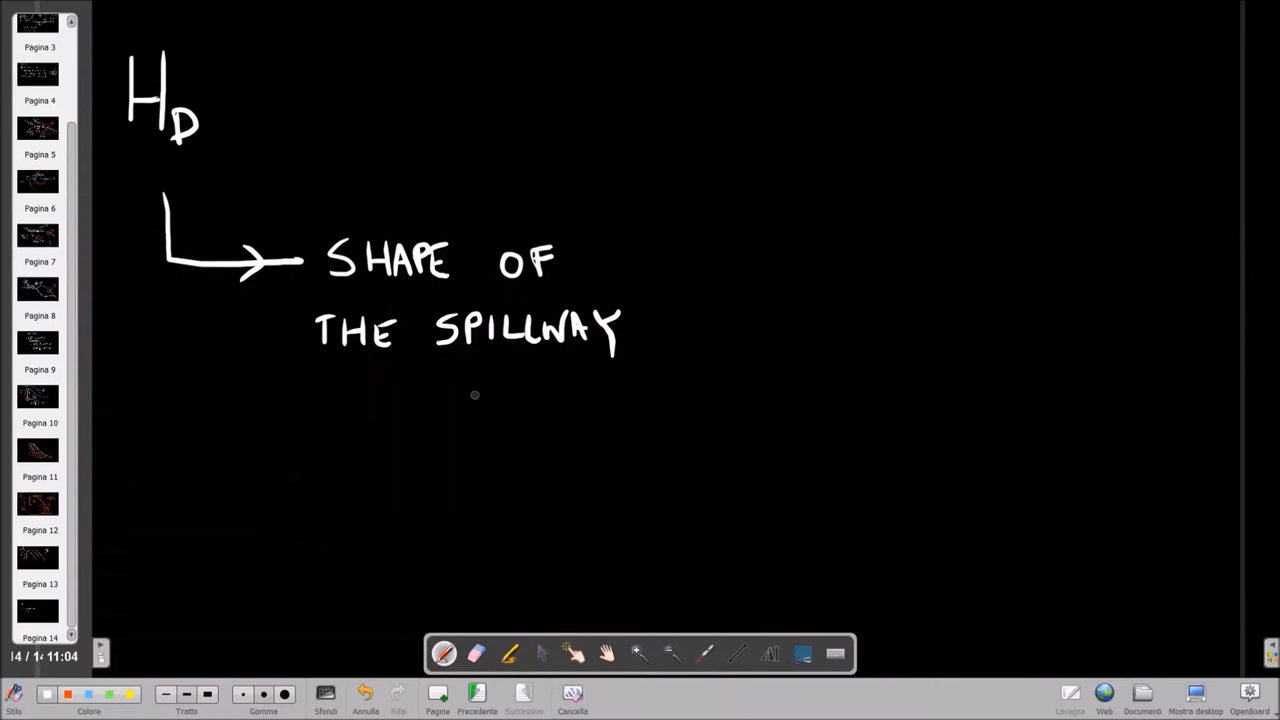 H_D
SHAPE OF
THE SPILLWAY
Pagina 3
Pagina 4
Pagina 5
Pagina 6
Pagina 7
Pagina 8
Pagina 9
Pagina 10
Pagina 11
Pagina 12
Pagina 13
Pagina 14
11:04
Stilo
Colore
Tratto
Gomma
Sfondi
Annulla
Rifai
Pagine
Precedente
Successive
Cancella
Lavagna
Web
Documenti
Mostra desktop
OpenBoard